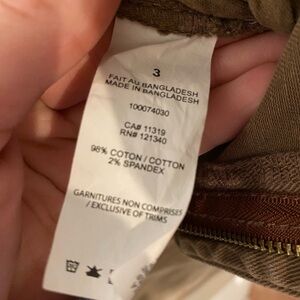 3
FAIT AU BANGLADESH
MADE IN BANGLADESH
100074030
CA# 11319
RN# 121340
98% COTON / COTTON
2% SPANDEX
GARNITURES NON COMPRISES
/ EXCLUSIVE OF TRIMS